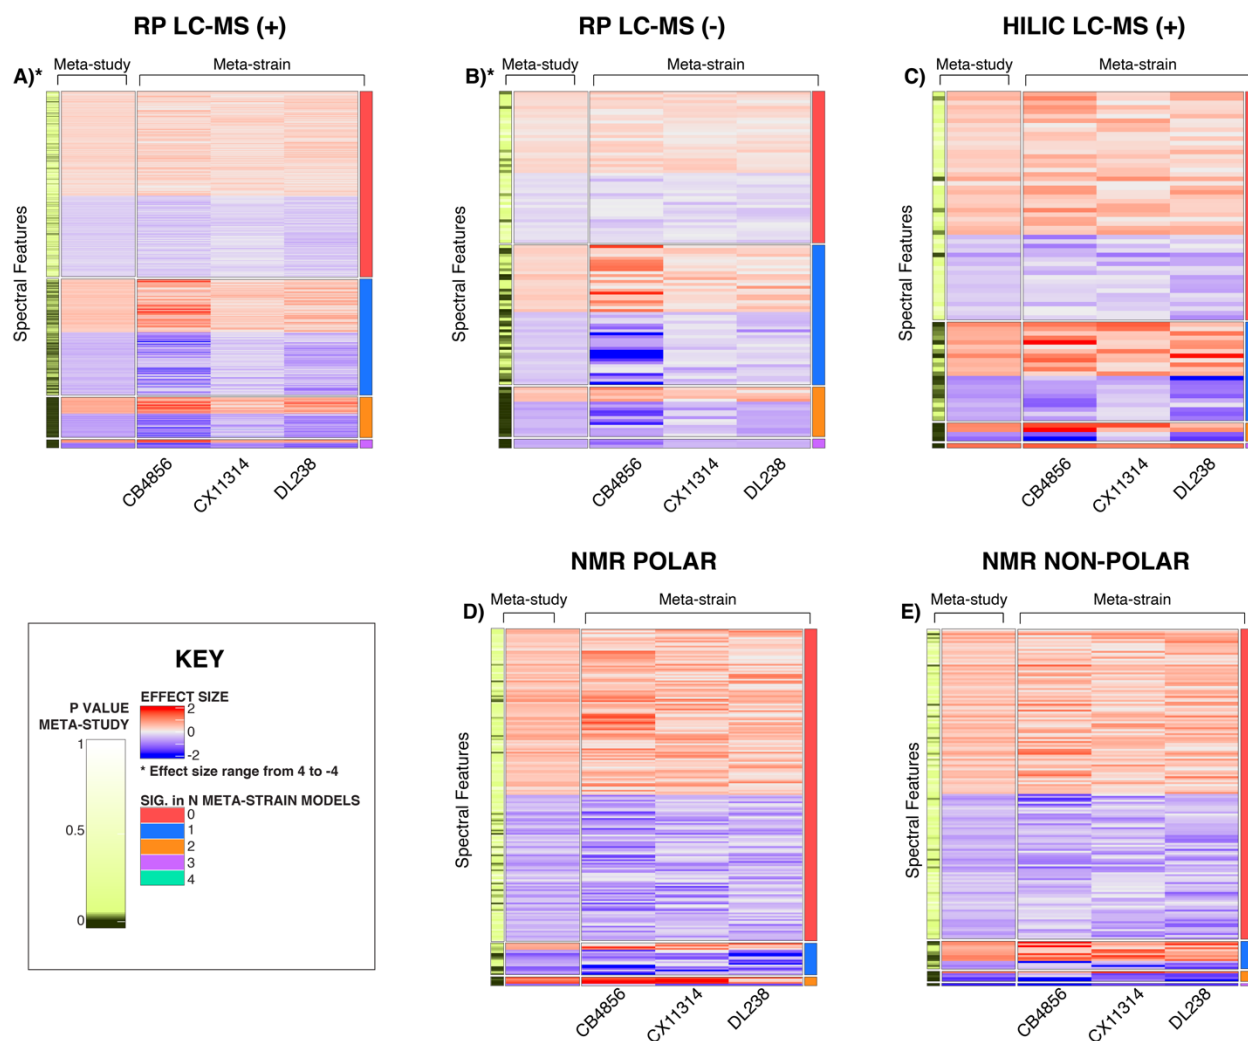 RP LC-MS (+)
RP LC-MS (-)
HILIC LC-MS (+)
A)*
Meta-study
Meta-strain
B)*
Meta-study
Meta-strain
C)
Meta-study
Meta-strain
Spectral Features
Spectral Features
Spectral Features
CB4856
CX11314
DL238
CB4856
CX11314
DL238
CB4856
CX11314
DL238
NMR POLAR
NMR NON-POLAR
D)
Meta-study
Meta-strain
E)
Meta-study
Meta-strain
Spectral Features
Spectral Features
CB4856
CX11314
DL238
CB4856
CX11314
DL238
KEY
P VALUE
META-STUDY
1
0.5
0
EFFECT SIZE
2
0
-2
* Effect size range from 4 to -4
SIG. in N META-STRAIN MODELS
0
1
2
3
4